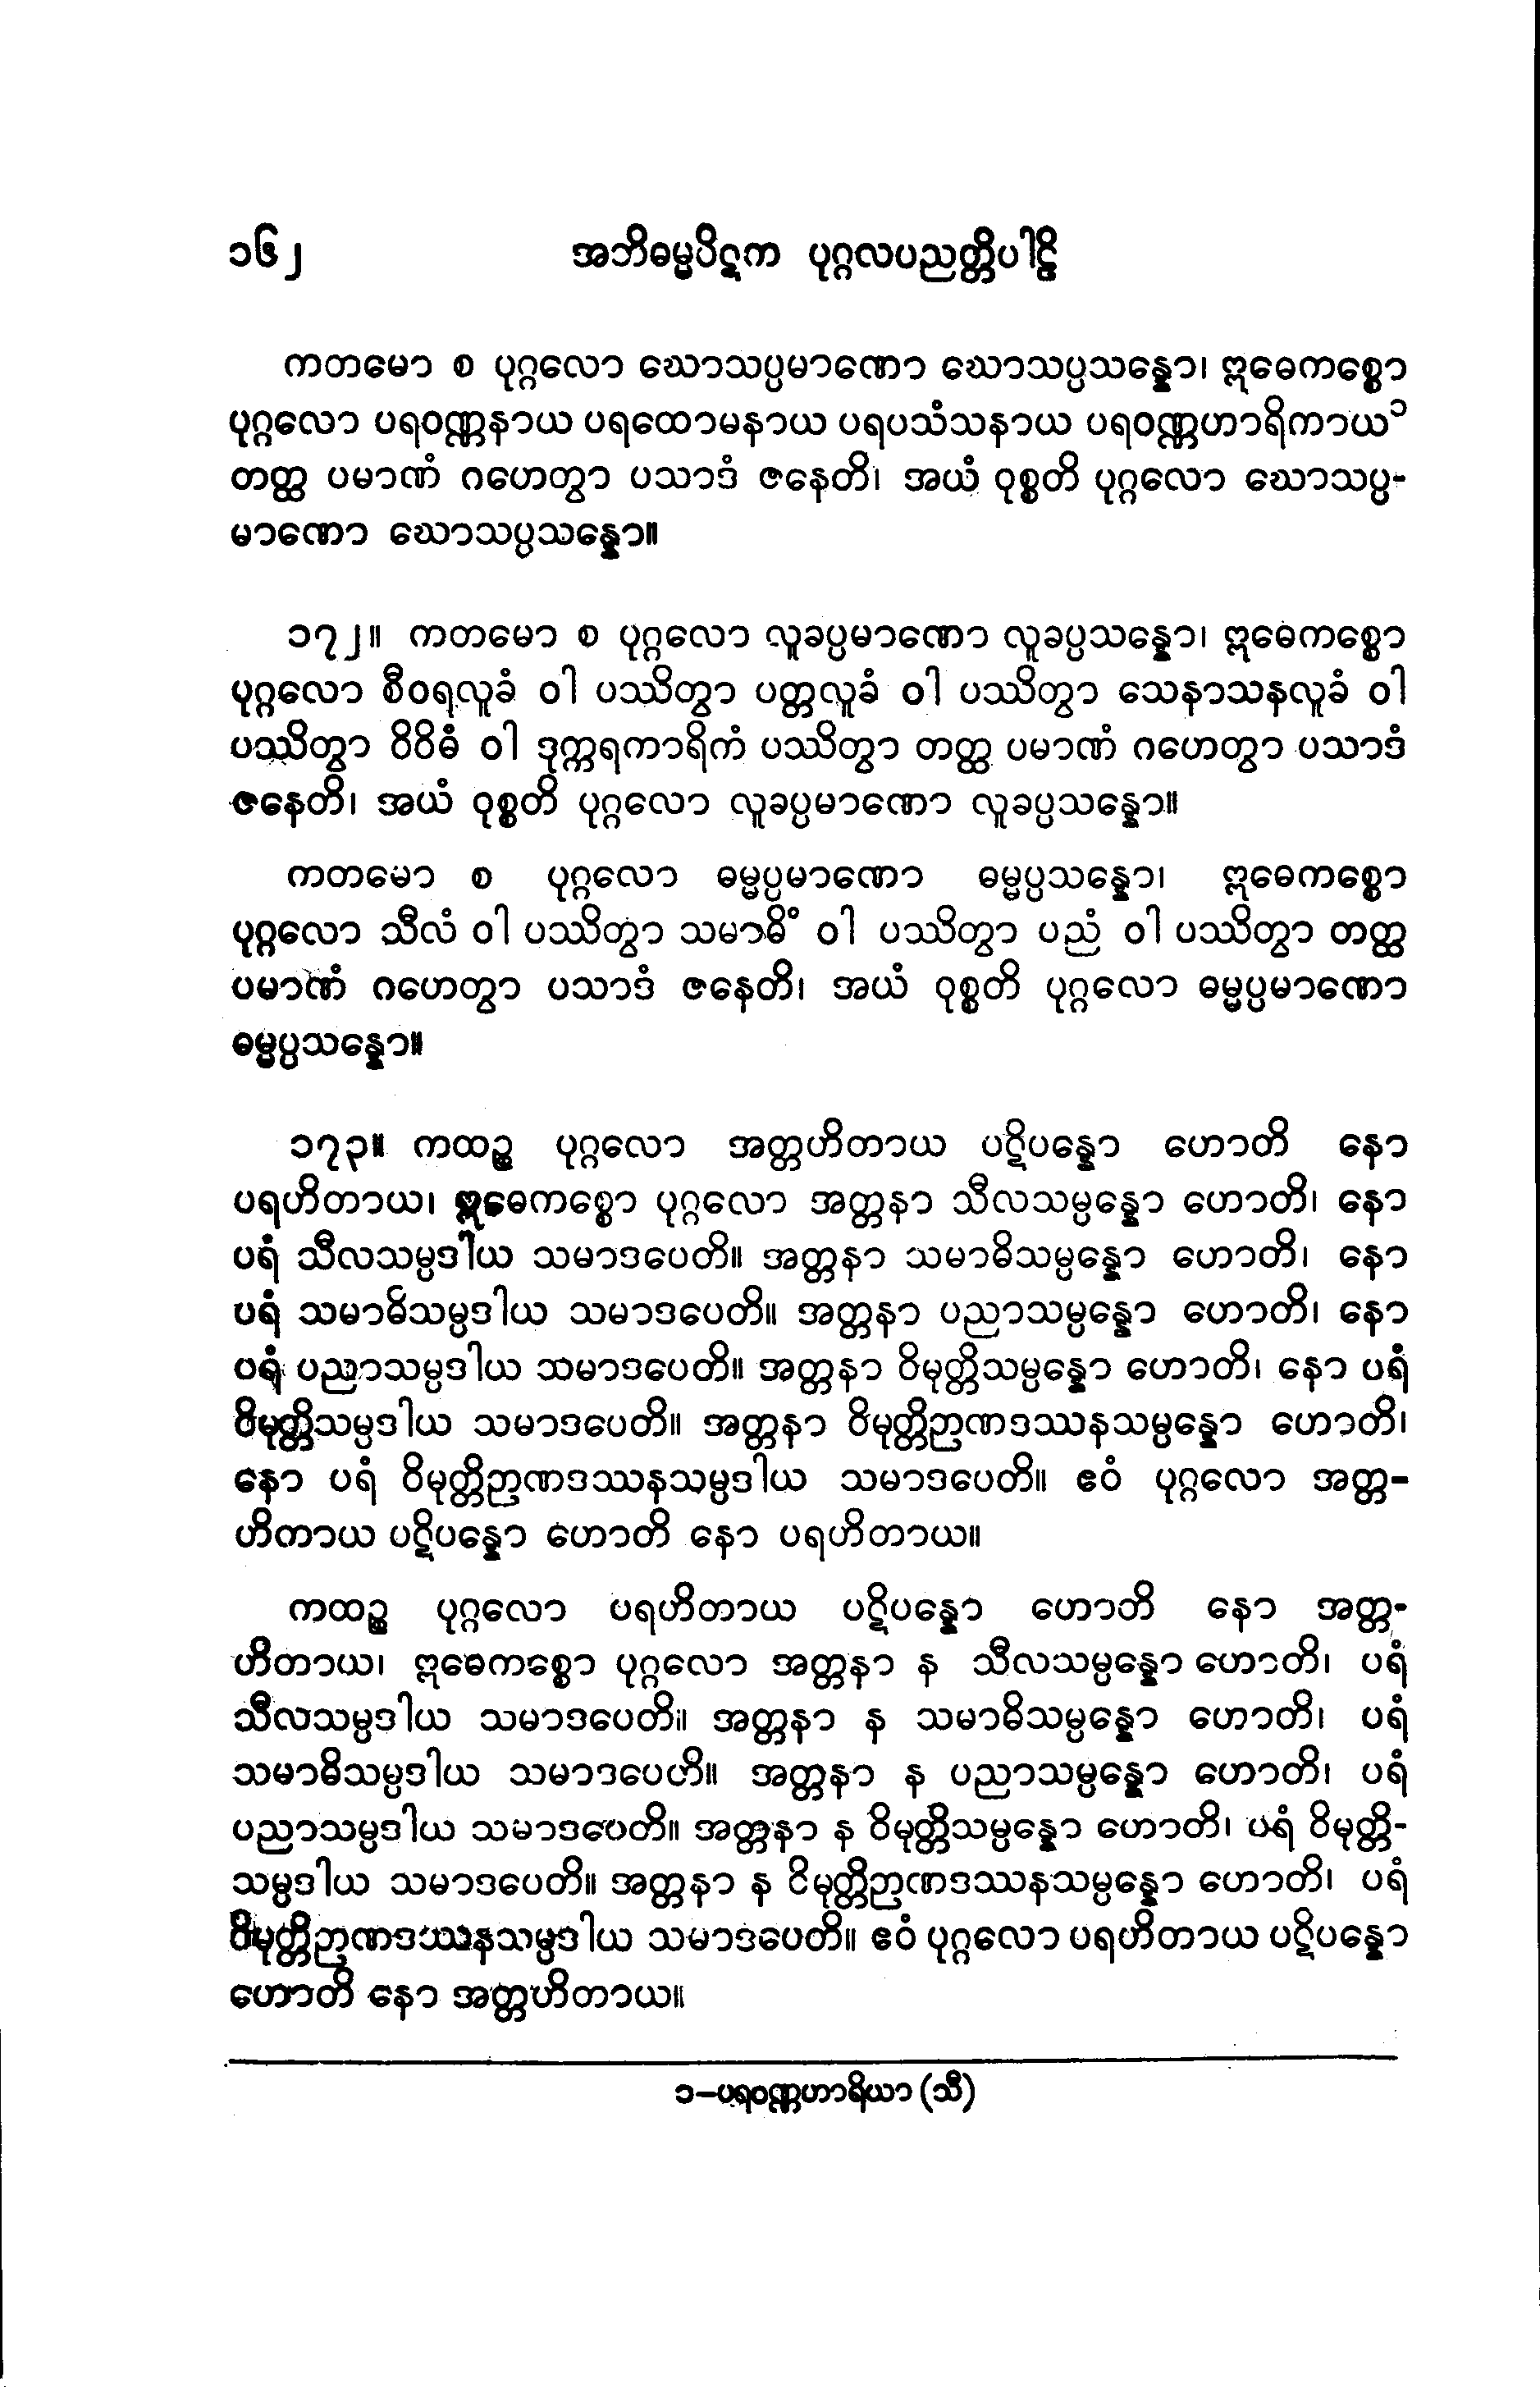 ၁၆၂ အဘိဓမ္မပိဋက ပုဂ္ဂလပညတ္တိပါဠိ
ကတမော စ ပုဂ္ဂလော ဃောသပ္ပမာဏော ဃောသပ္ပသန္နော၊ ဣဓေကစ္စော
ပုဂ္ဂလော ပရဝဏ္ဏနာယ ပရထောမနာယ ပရပသံသနာယ ပရဝဏ္ဏဟာရိကာယ၁
တတ္ထ ပမာဏံ ဂဟေတွာ ပသာဒံ ဇနေတိ၊ အယံ ဝုစ္စတိ ပုဂ္ဂလော ဃောသပ္ပ-
မာဏော ဃောသပ္ပသန္နော။
၁၇၂။ ကတမော စ ပုဂ္ဂလော လူခပ္ပမာဏော လူခပ္ပသန္နော၊ ဣဓေကစ္စော
ပုဂ္ဂလော စီဝရလူခံ ဝါ ပဿိတွာ ပတ္တလူခံ ဝါ ပဿိတွာ သေနာသနလူခံ ဝါ
ပဿိတွာ ဝိဝိဓံ ဝါ ဒုက္ကရကာရိကံ ပဿိတွာ တတ္ထ ပမာဏံ ဂဟေတွာ ပသာဒံ
ဇနေတိ၊ အယံ ဝုစ္စတိ ပုဂ္ဂလော လူခပ္ပမာဏော လူခပ္ပသန္နော။
ကတမော စ ပုဂ္ဂလော ဓမ္မပ္ပမာဏော ဓမ္မပ္ပသန္နော၊ ဣဓေကစ္စော
ပုဂ္ဂလော သီလံ ဝါ ပဿိတွာ သမာဓိံ ဝါ ပဿိတွာ ပညံ ဝါ ပဿိတွာ တတ္ထ
ပမာဏံ ဂဟေတွာ ပသာဒံ ဇနေတိ၊ အယံ ဝုစ္စတိ ပုဂ္ဂလော ဓမ္မပ္ပမာဏော
ဓမ္မပ္ပသန္နော။
၁၇၃။ ကထဉ္စ ပုဂ္ဂလော အတ္တဟိတာယ ပဋိပန္နော ဟောတိ နော
ပရဟိတာယ၊ ဣဓေကစ္စော ပုဂ္ဂလော အတ္တနာ သီလသမ္ပန္နော ဟောတိ၊ နော
ပရံ သီလသမ္ပဒါယ သမာဒပေတိ။ အတ္တနာ သမာဓိသမ္ပန္နော ဟောတိ၊ နော
ပရံ သမာဓိသမ္ပဒါယ သမာဒပေတိ။ အတ္တနာ ပညာသမ္ပန္နော ဟောတိ၊ နော
ပရံ ပညာသမ္ပဒါယ သမာဒပေတိ။ အတ္တနာ ဝိမုတ္တိသမ္ပန္နော ဟောတိ၊ နော ပရံ
ဝိမုတ္တိသမ္ပဒါယ သမာဒပေတိ။ အတ္တနာ ဝိမုတ္တိဉာဏဒဿနသမ္ပန္နော ဟောတိ၊
နော ပရံ ဝိမုတ္တိဉာဏဒဿနသမ္ပဒါယ သမာဒပေတိ။ ဧဝံ ပုဂ္ဂလော အတ္တ-
ဟိကာယ ပဋိပန္နော ဟောတိ နော ပရဟိတာယ။
ကထဉ္စ ပုဂ္ဂလော ပရဟိတာယ ပဋိပန္နော ဟောတိ နော အတ္တ-
ဟိတာယ၊ ဣဓေကစ္စော ပုဂ္ဂလော အတ္တနာ န သီလသမ္ပန္နော ဟောတိ၊ ပရံ
သီလသမ္ပဒါယ သမာဒပေတိ။ အတ္တနာ န သမာဓိသမ္ပန္နော ဟောတိ၊ ပရံ
သမာဓိသမ္ပဒါယ သမာဒပေတိ။ အတ္တနာ န ပညာသမ္ပန္နော ဟောတိ၊ ပရံ
ပညာသမ္ပဒါယ သမာဒပေတိ။ အတ္တနာ န ဝိမုတ္တိသမ္ပန္နော ဟောတိ၊ ပရံ ဝိမုတ္တိ-
သမ္ပဒါယ သမာဒပေတိ။ အတ္တနာ န ဝိမုတ္တိဉာဏဒဿနသမ္ပန္နော ဟောတိ၊ ပရံ
ဝိမုတ္တိဉာဏဒဿနသမ္ပဒါယ သမာဒပေတိ။ ဧဝံ ပုဂ္ဂလော ပရဟိတာယ ပဋိပန္နော
ဟောတိ နော အတ္တဟိတာယ။
၁–ပရဝဏ္ဏဟာရိယာ (သီ)